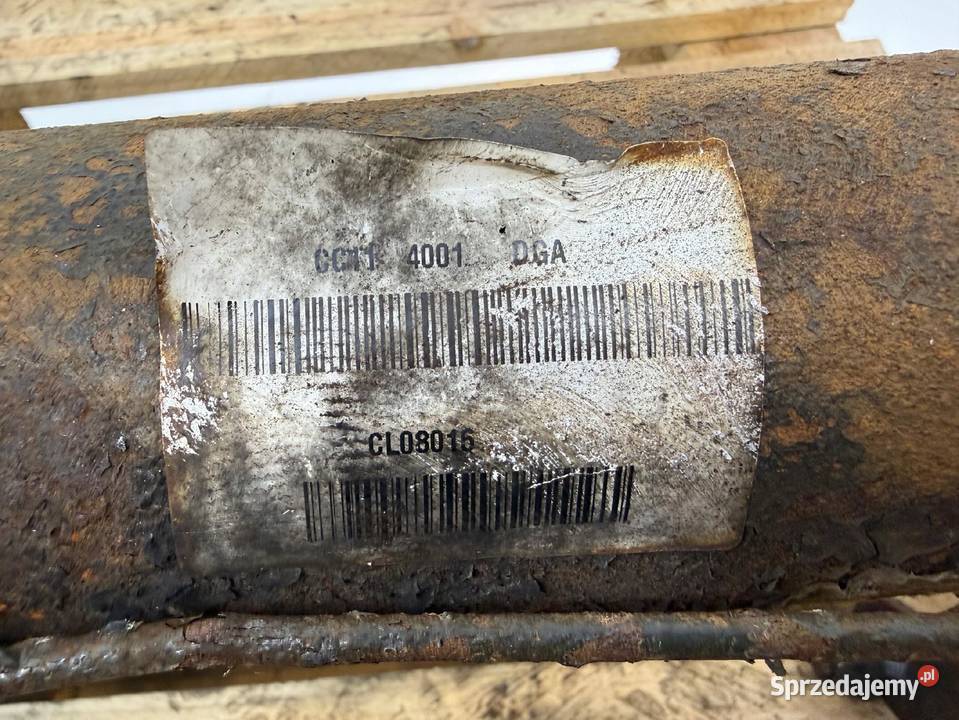 CC11 4001 DGA
CL08015
Sprzedajemy.pl